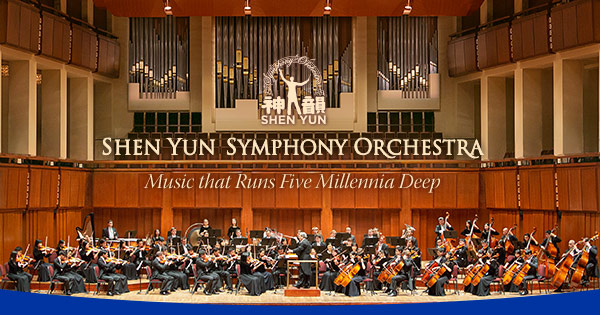 神韻
SHEN YUN
SHEN YUN SYMPHONY ORCHESTRA
Music that Runs Five Millennia Deep